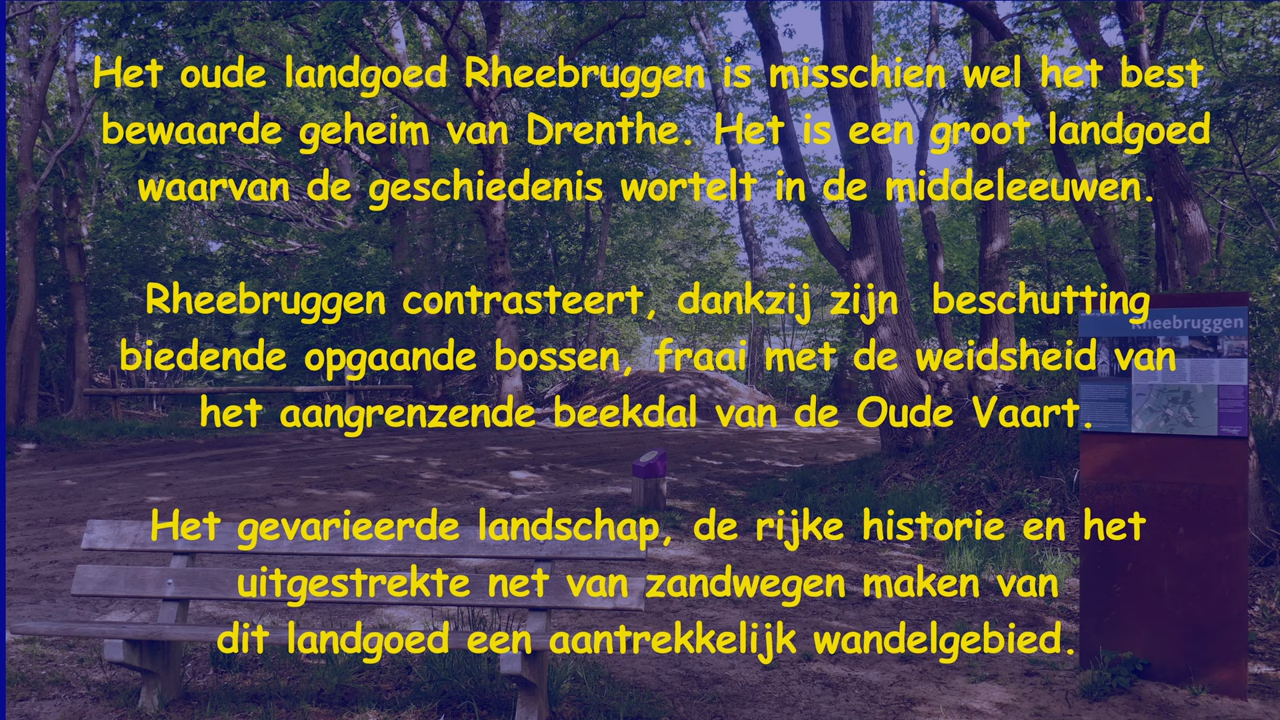 Het oude landgoed Rheebruggen is misschien wel het best
bewaarde geheim van Drenthe. Het is een groot landgoed
waarvan de geschiedenis wortelt in de middeleeuwen.
Rheebruggen contrasteert, dankzij zijn beschutting
biedende opgaande bossen, fraai met de weidsheid van
het aangrenzende beekdal van de Oude Vaart.
Het gevarieerde landschap, de rijke historie en het
uitgestrekte net van zandwegen maken van
dit landgoed een aantrekkelijk wandelgebied.
Rheebruggen